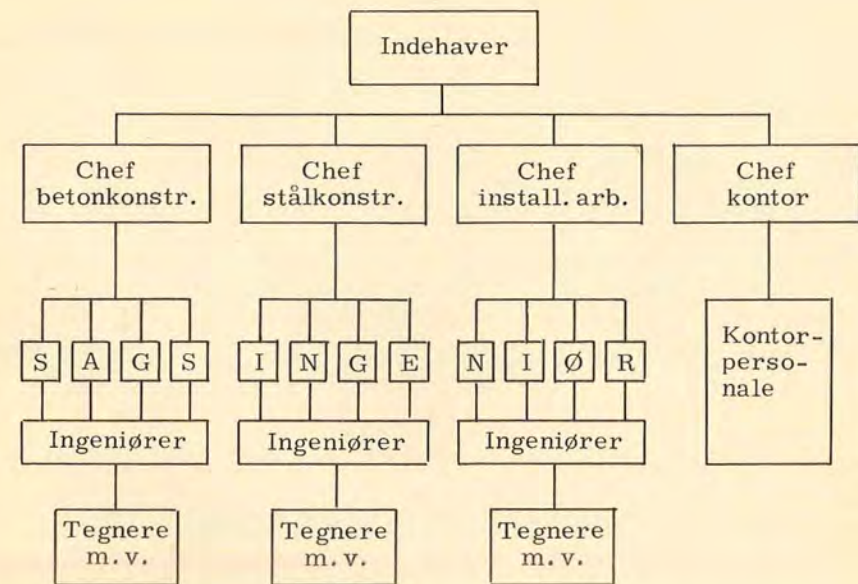 Indehaver
Chef
betonkonstr.
Chef
stålkonstr.
Chef
install. arb.
Chef
kontor
S A G S I N G E N I Ø R
Kontor-
perso-
nale
Ingeniører
Ingeniører
Ingeniører
Tegnere
m. v.
Tegnere
m. v.
Tegnere
m. v.